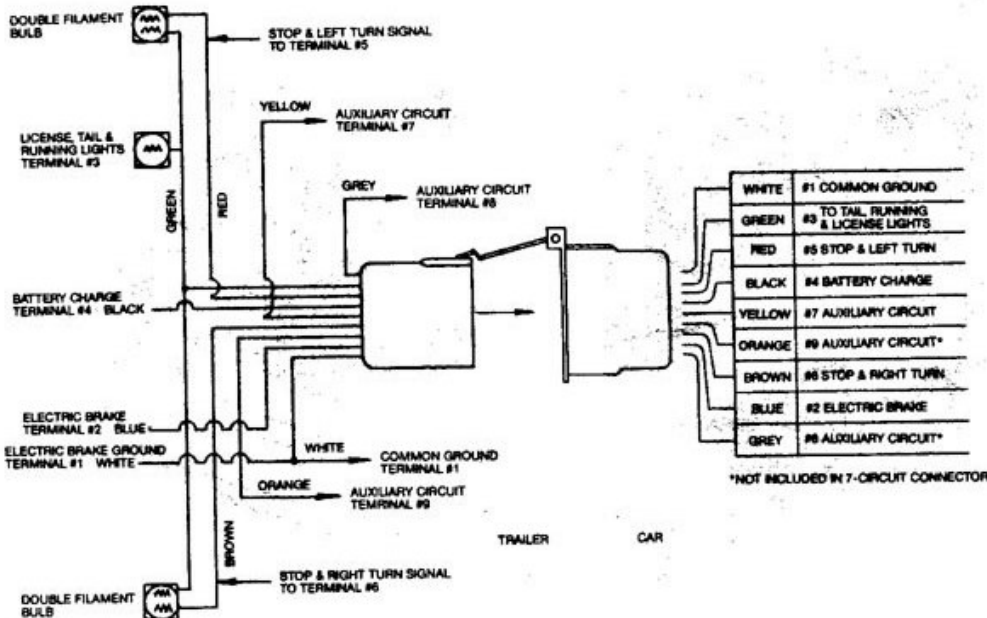 DOUBLE FILAMENT
BULB
STOP & LEFT TURN SIGNAL
TO TERMINAL #5
YELLOW
AUXILIARY CIRCUIT
TERMINAL #7
LICENSE, TAIL &
RUNNING LIGHTS
TERMINAL #3
GREEN
RED
GREY
AUXILIARY CIRCUIT
TERMINAL #8
BATTERY CHARGE
TERMINAL #4 BLACK
ELECTRIC BRAKE
TERMINAL #2 BLUE
ELECTRIC BRAKE GROUND
TERMINAL #1 WHITE
WHITE
COMMON GROUND
TERMINAL #1
ORANGE
AUXILIARY CIRCUIT
TEMRINAL #9
BROWN
STOP & RIGHT TURN SIGNAL
TO TERMINAL #6
DOUBLE FILAMENT
BULB
TRAILER
CAR
WHITE #1 COMMON GROUND
GREEN #3 TO TAIL RUNNING
& LICENSE LIGHTS
RED #5 STOP & LEFT TURN
BLACK #4 BATTERY CHARGE
YELLOW #7 AUXILIARY CIRCUIT
ORANGE #9 AUXILIARY CIRCUIT*
BROWN #6 STOP & RIGHT TURN
BLUE #2 ELECTRIC BRAKE
GREY #8 AUXILIARY CIRCUIT*
*NOT INCLUDED IN 7-CIRCUIT CONNECTOR